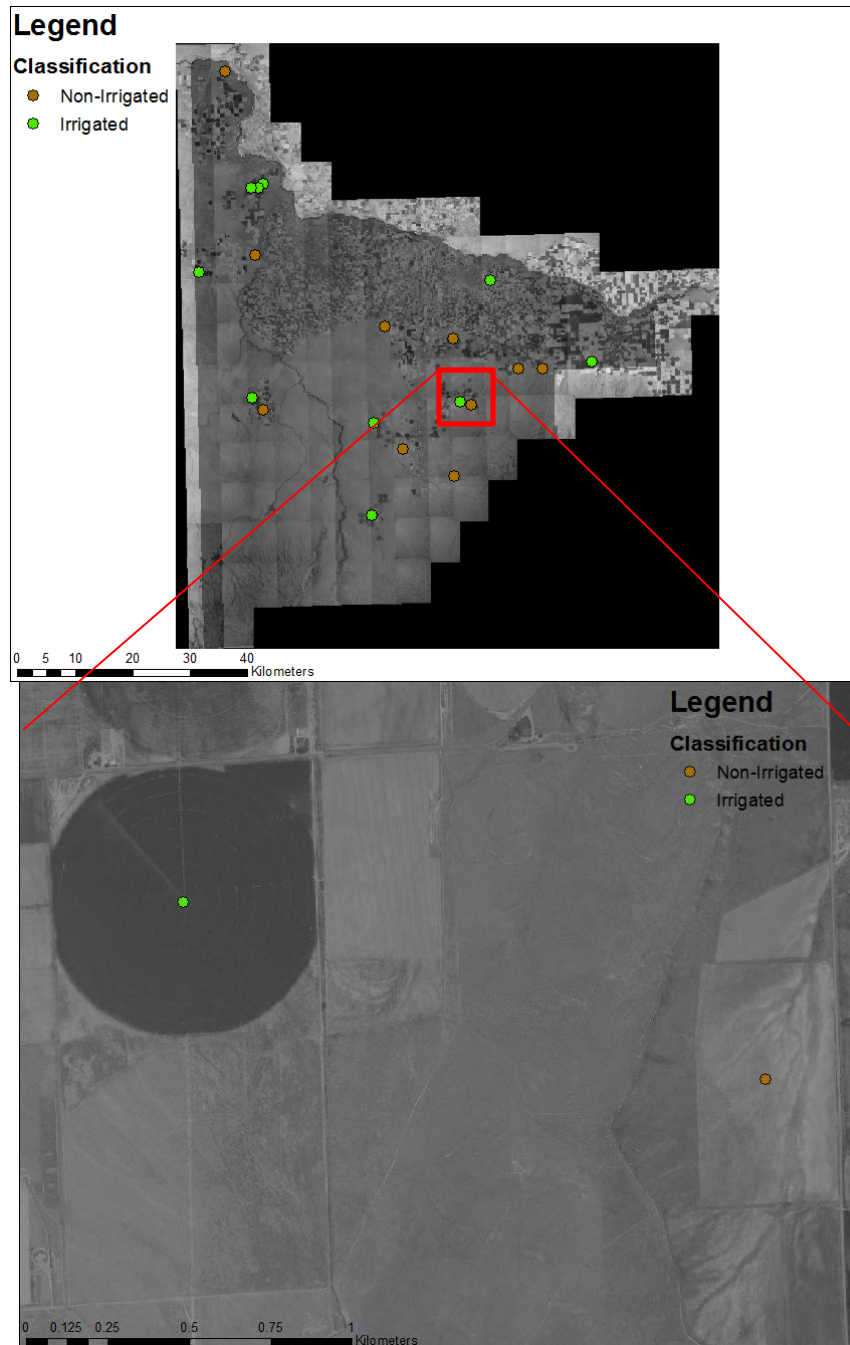 Legend
Classification
Non-Irrigated
Irrigated
0 5 10 20 30 40
Kilometers
Legend
Classification
Non-Irrigated
Irrigated
0 0.125 0.25 0.5 0.75 1
Kilometers